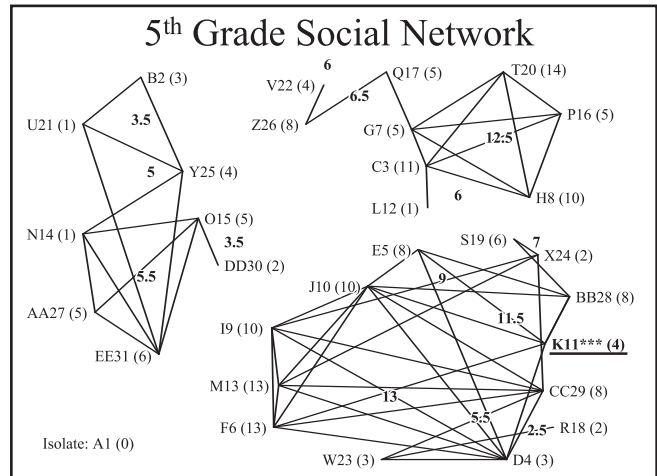 5th Grade Social Network
B2 (3)
V22 (4)
6
Q17 (5)
T20 (14)
6.5
U21 (1)
3.5
Z26 (8)
G7 (5)
P16 (5)
12.5
5
Y25 (4)
C3 (11)
H8 (10)
L12 (1)
6
N14 (1)
O15 (5)
3.5
DD30 (2)
5.5
E5 (8)
S19 (6)
7
X24 (2)
J10 (10)
9
BB28 (8)
AA27 (5)
I9 (10)
11.5
K11*** (4)
EE31 (6)
M13 (13)
13
CC29 (8)
F6 (13)
5.5
2.5
R18 (2)
Isolate: A1 (0)
W23 (3)
D4 (3)